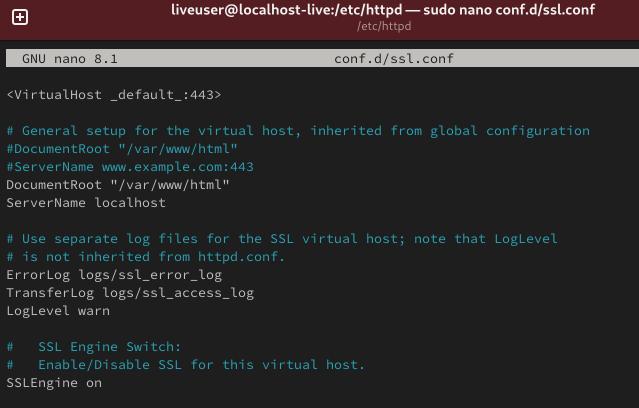 liveuser@localhost-live:/etc/httpd — sudo nano conf.d/ssl.conf
/etc/httpd
GNU nano 8.1 conf.d/ssl.conf
<VirtualHost _default_:443>
# General setup for the virtual host, inherited from global configuration
#DocumentRoot "/var/www/html"
#ServerName www.example.com:443
DocumentRoot "/var/www/html"
ServerName localhost
# Use separate log files for the SSL virtual host; note that LogLevel
# is not inherited from httpd.conf.
ErrorLog logs/ssl_error_log
TransferLog logs/ssl_access_log
LogLevel warn
#   SSL Engine Switch:
#   Enable/Disable SSL for this virtual host.
SSLEngine on